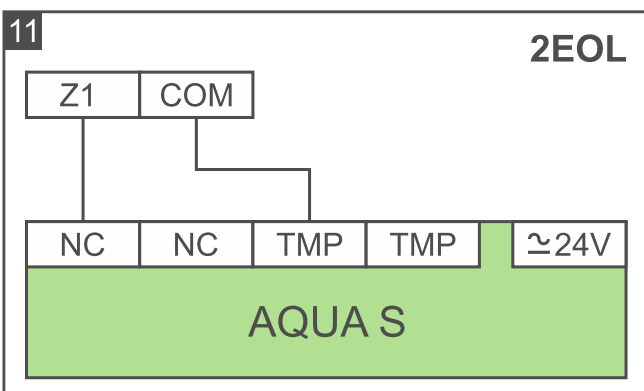 11
2EOL
Z1 COM
NC NC TMP TMP ≃24V
AQUA S